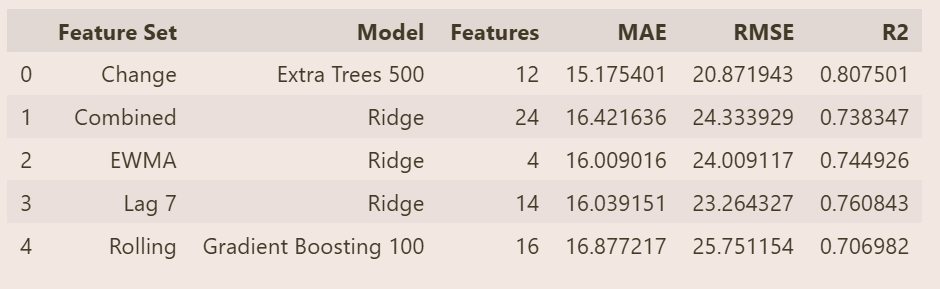 Feature Set Model Features MAE RMSE R2
0 Change Extra Trees 500 12 15.175401 20.871943 0.807501
1 Combined Ridge 24 16.421636 24.333929 0.738347
2 EWMA Ridge 4 16.009016 24.009117 0.744926
3 Lag 7 Ridge 14 16.039151 23.264327 0.760843
4 Rolling Gradient Boosting 100 16 16.877217 25.751154 0.706982